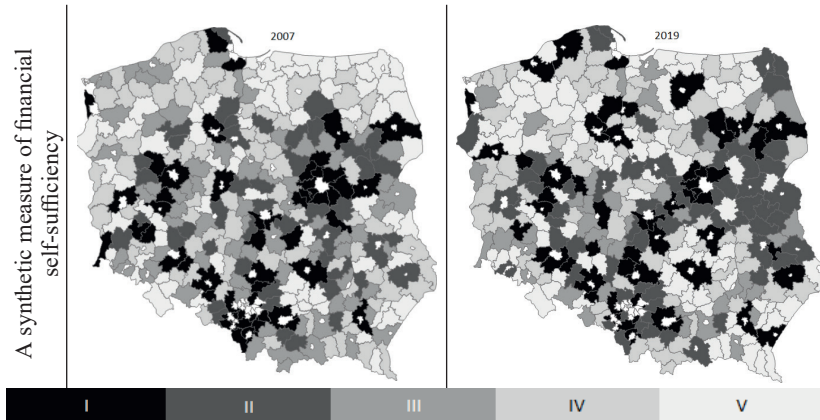 A synthetic measure of financial
self-sufficiency
2007
2019
I
II
III
IV
V